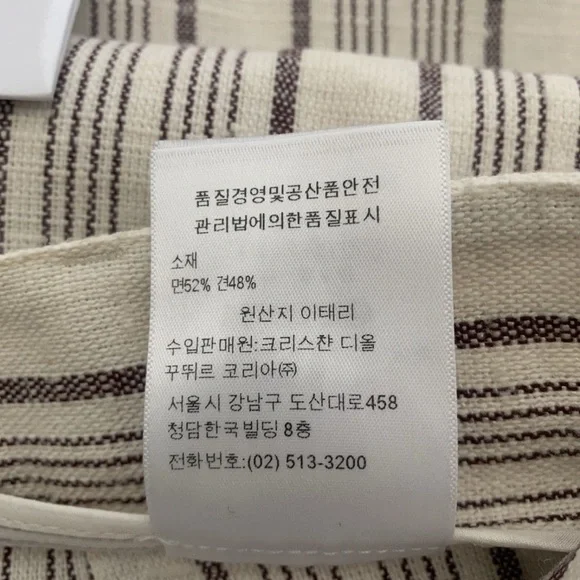 품질경영및공산품안전
관리법에의한품질표시
소재
면52% 견48%
원산지 이태리
수입판매원:크리스챤 디올
꾸뛰르 코리아㈜
서울시 강남구 도산대로458
청담한국빌딩 8층
전화번호:(02) 513-3200